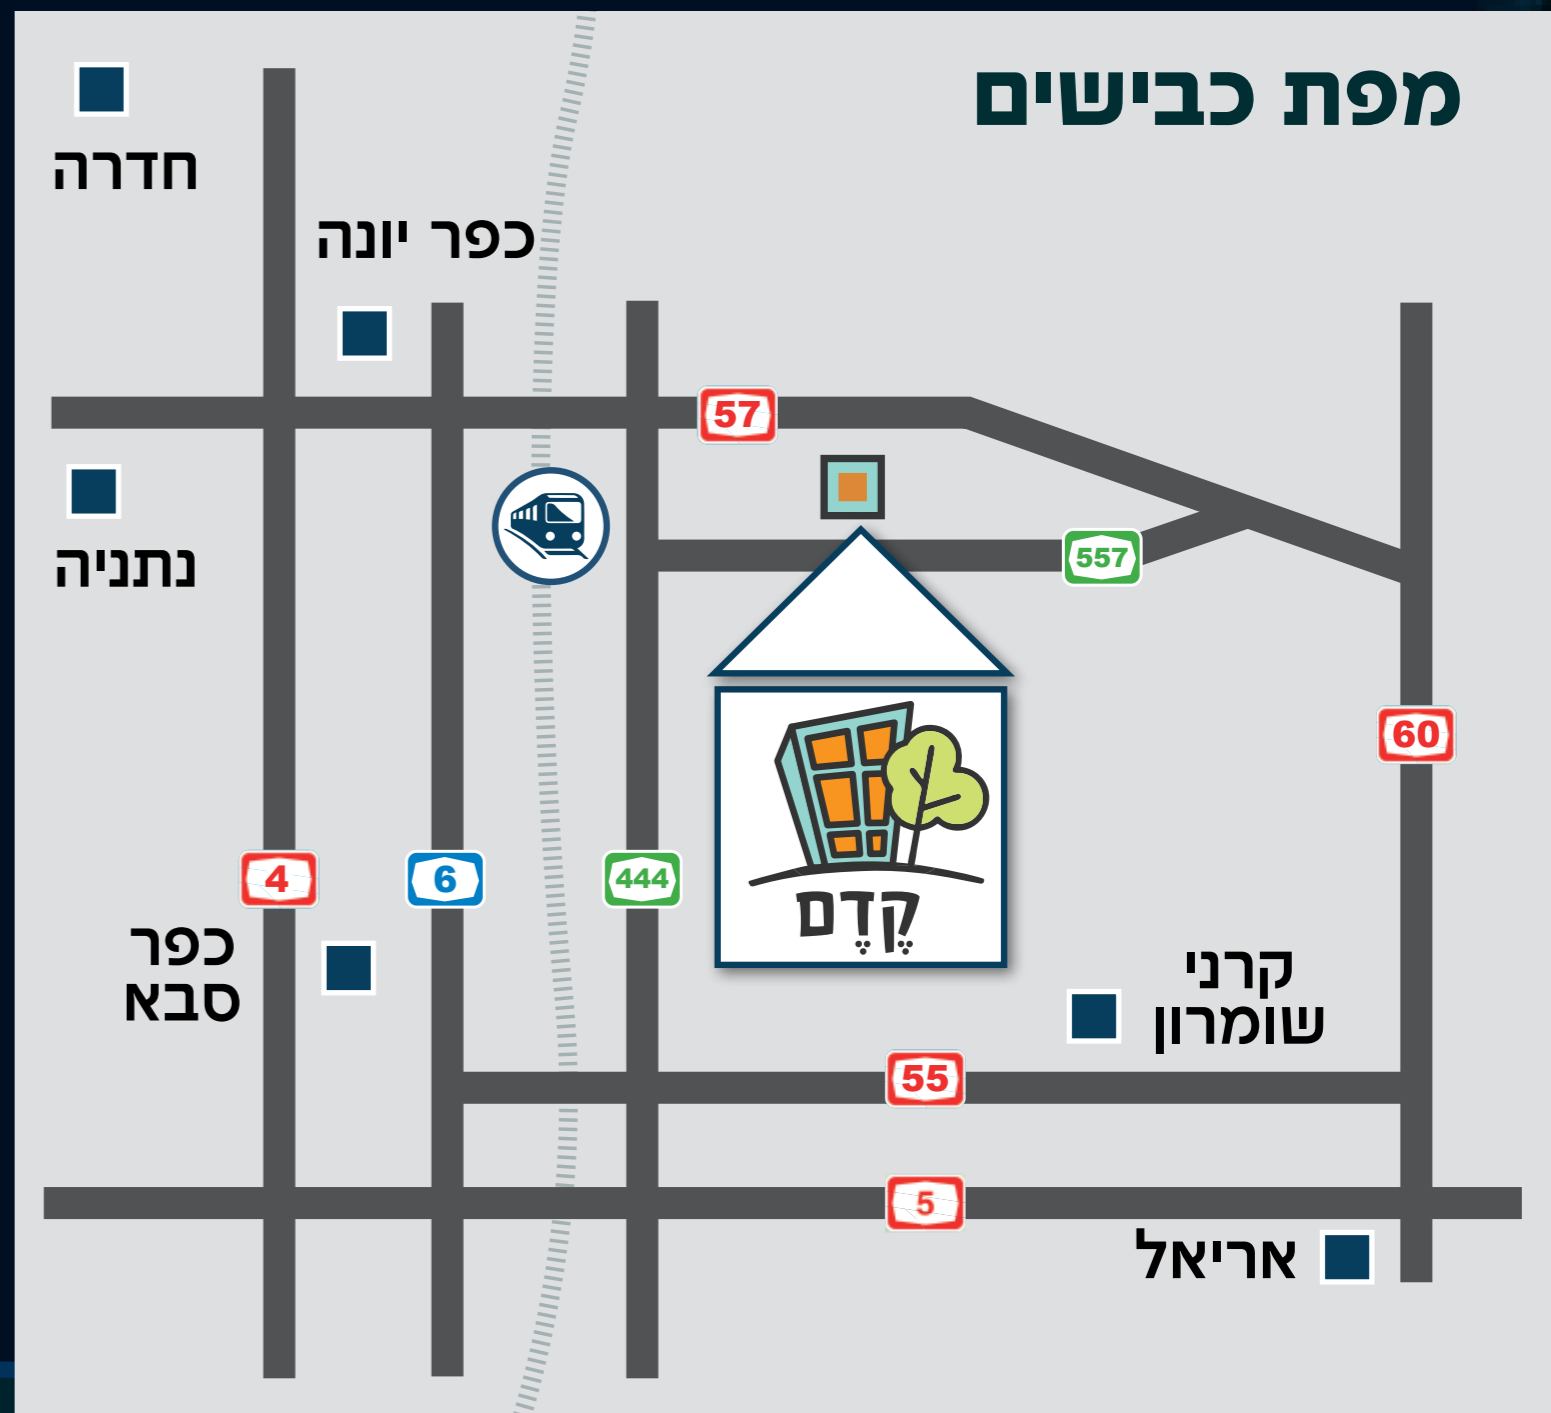 מפת כבישים
חדרה
כפר יונה
57
נתניה
557
60
4
6
444
קֶדֶם
כפר
סבא
קרני
שומרון
55
5
אריאל